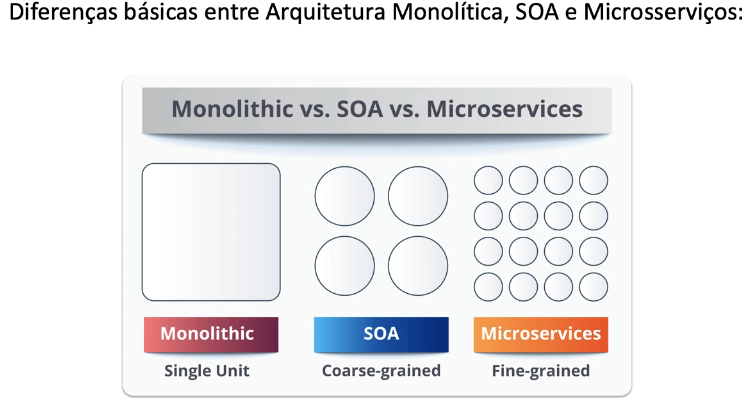 Diferenças básicas entre Arquitetura Monolítica, SOA e Microsserviços:
Monolithic vs. SOA vs. Microservices
Monolithic
SOA
Microservices
Single Unit
Coarse-grained
Fine-grained